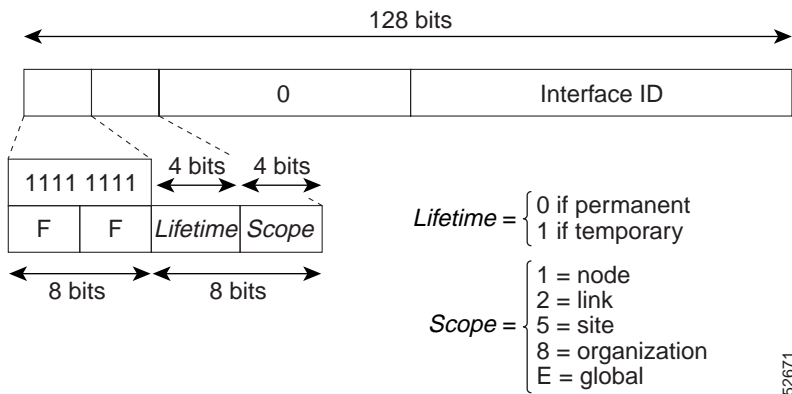 128 bits
0 Interface ID
4 bits 4 bits
1111 1111
F F Lifetime Scope
8 bits 8 bits
Lifetime = 0 if permanent
1 if temporary
Scope = 1 = node
2 = link
5 = site
8 = organization
E = global
52671